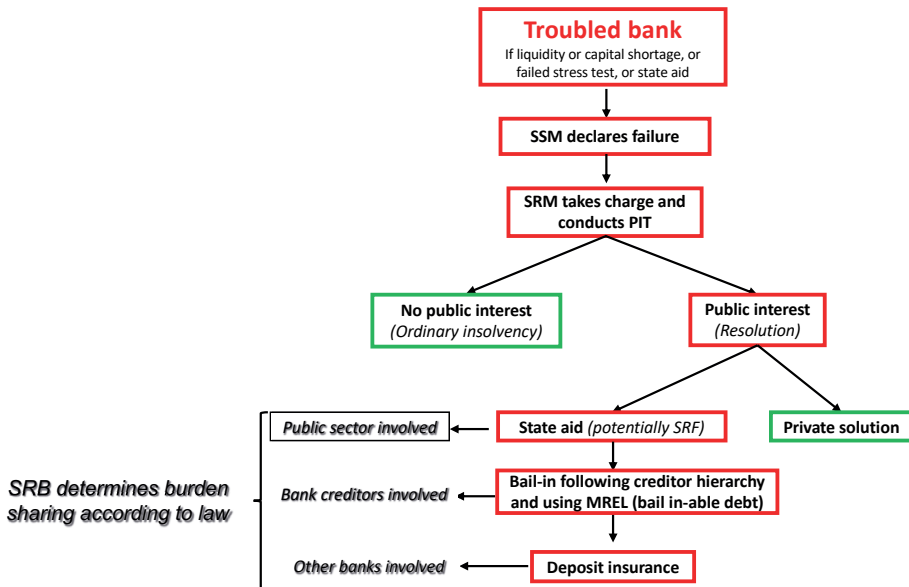 Troubled bank
If liquidity or capital shortage, or
failed stress test, or state aid
SSM declares failure
SRM takes charge and
conducts PIT
No public interest
(Ordinary insolvency)
Public interest
(Resolution)
Public sector involved
State aid (potentially SRF)
Private solution
SRB determines burden
sharing according to law
Bank creditors involved
Bail-in following creditor hierarchy
and using MREL (bail in-able debt)
Other banks involved
Deposit insurance